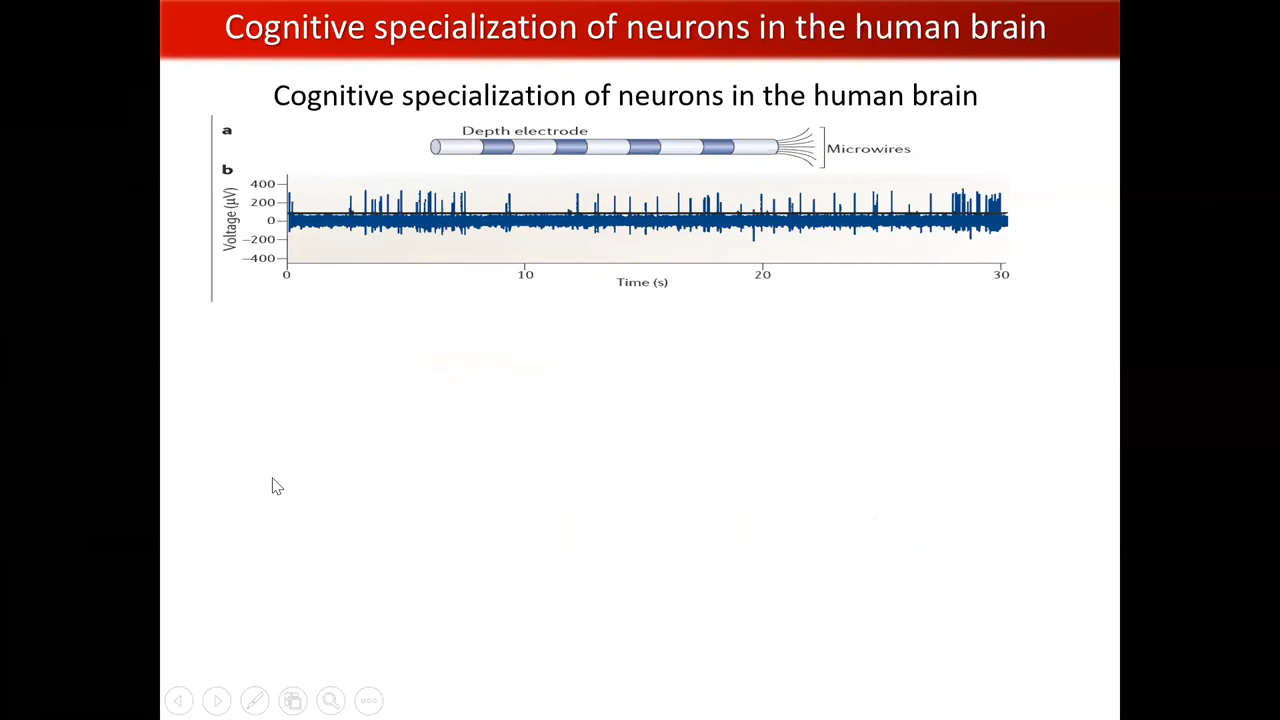 Cognitive specialization of neurons in the human brain
Cognitive specialization of neurons in the human brain
a
Depth electrode
Microwires
b
Voltage (µV)
400
200
0
−200
−400
0
10
20
30
Time (s)